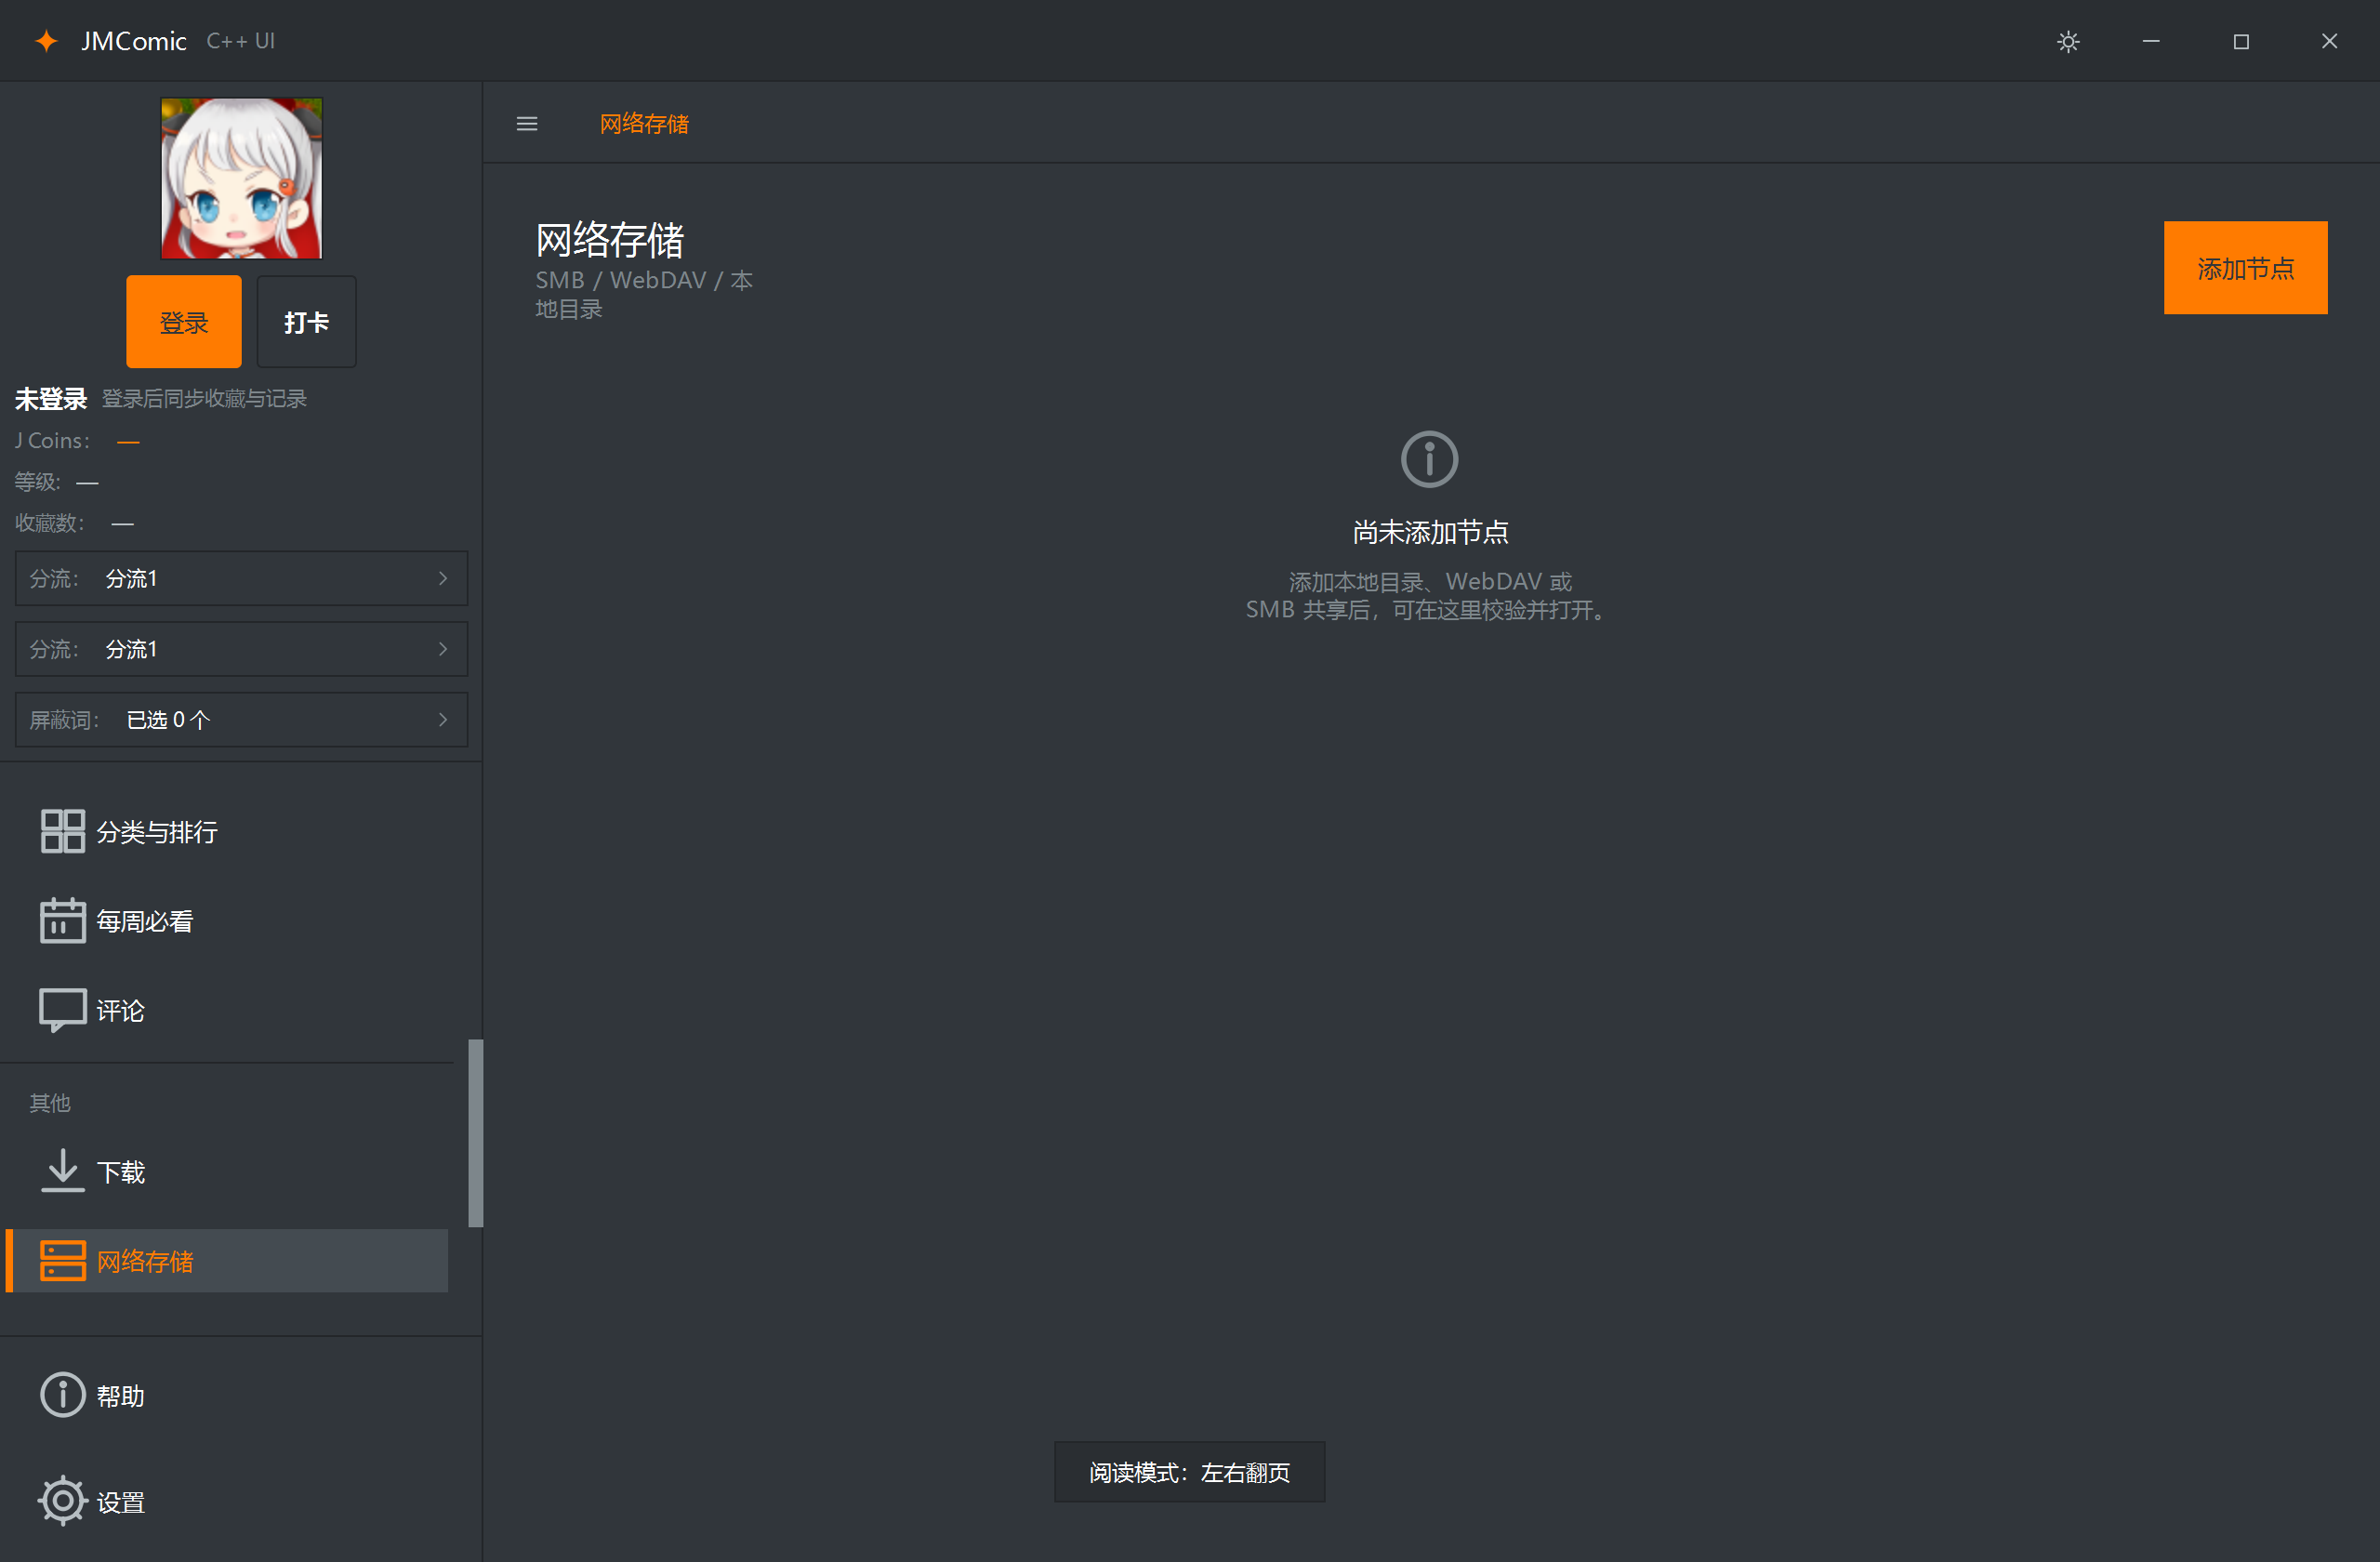 JMComic C++ UI
网络存储
登录
打卡
未登录 登录后同步收藏与记录
J Coins: —
等级: —
收藏数: —
分流: 分流1
分流: 分流1
屏蔽词: 已选 0 个
分类与排行
每周必看
评论
其他
下载
网络存储
帮助
设置
网络存储
SMB / WebDAV / 本
地目录
添加节点
尚未添加节点
添加本地目录、WebDAV 或
SMB 共享后，可在这里校验并打开。
阅读模式：左右翻页